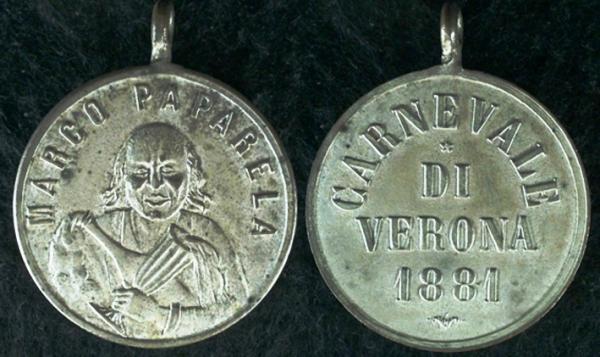 MARCO PAPARELA
CARNEVALE
DI
VERONA
1881